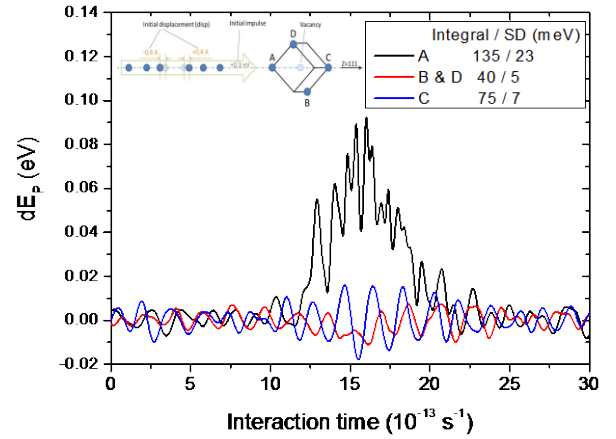 Initial displacement (disp)
Initial impulse
Vacancy
-0,4 A
+0,4 A
D
A
C
B
Z=111
Integral / SD (meV)
A 135 / 23
B & D 40 / 5
C 75 / 7
0.14
0.12
0.10
0.08
0.06
0.04
0.02
0.00
-0.02
dEp (eV)
0 5 10 15 20 25 30
Interaction time (10⁻¹³ s⁻¹)